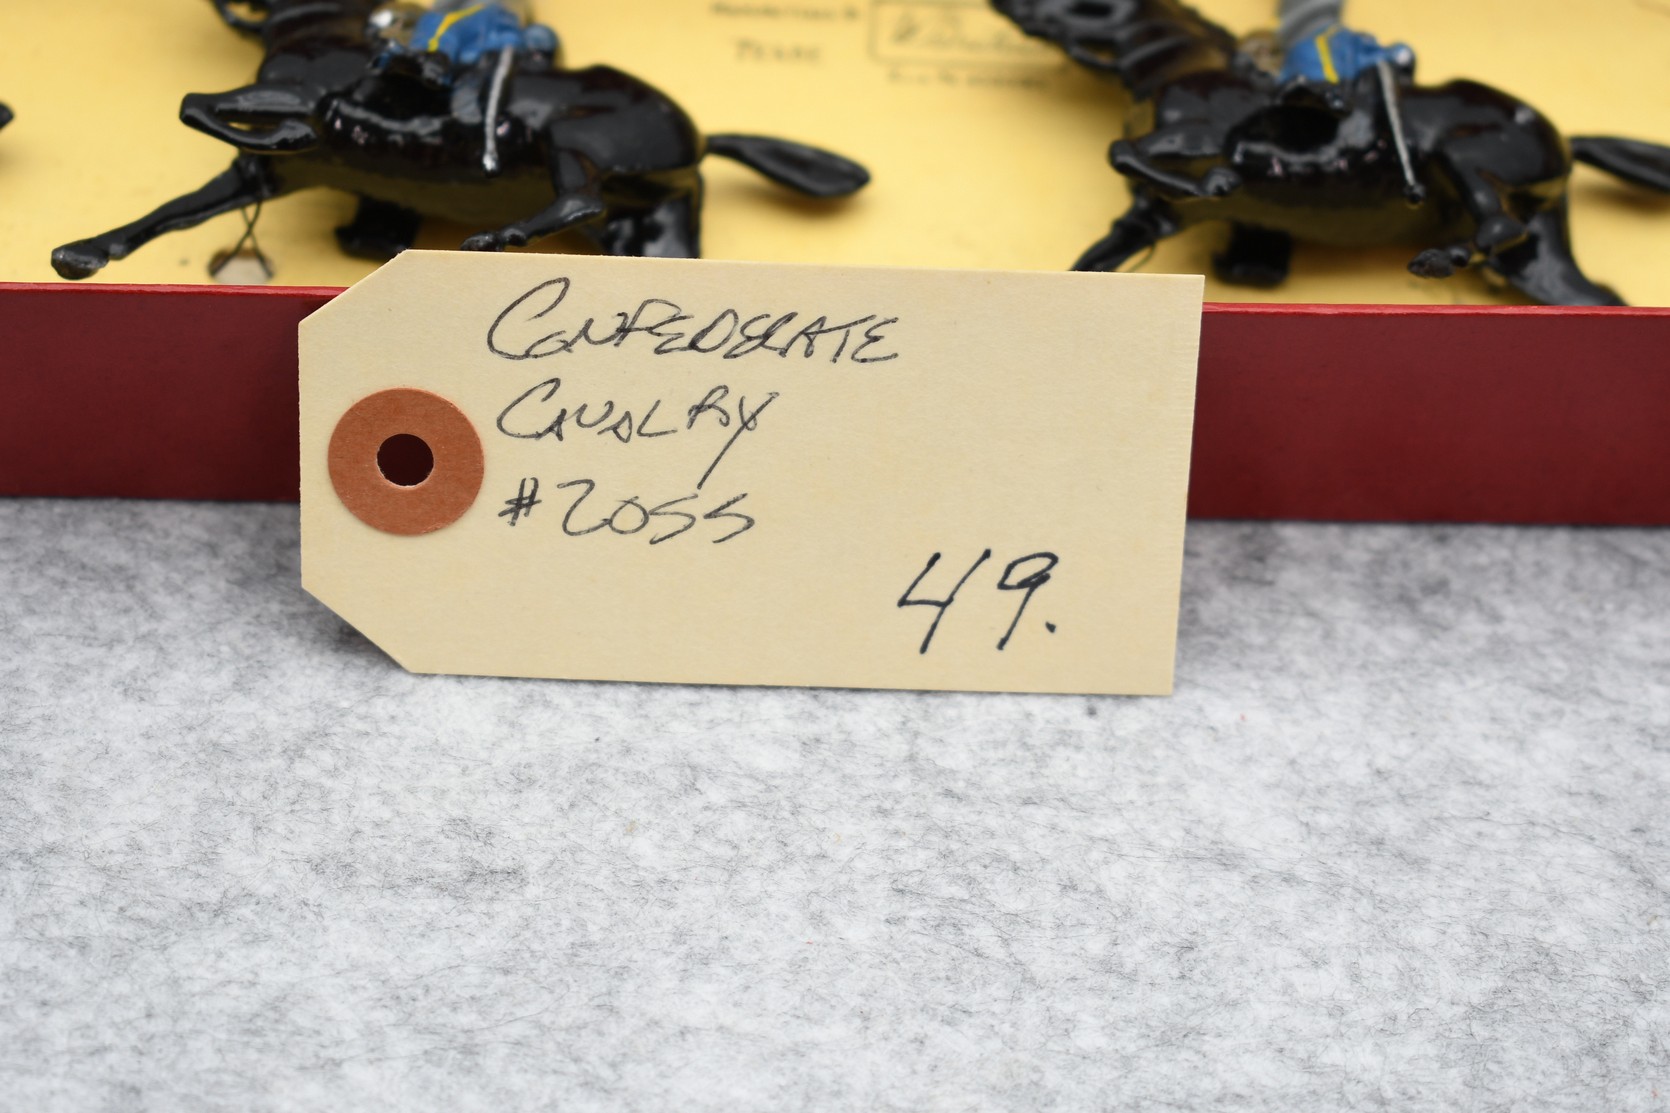 CONFEDERATE
CAVALRY
#2055
49.